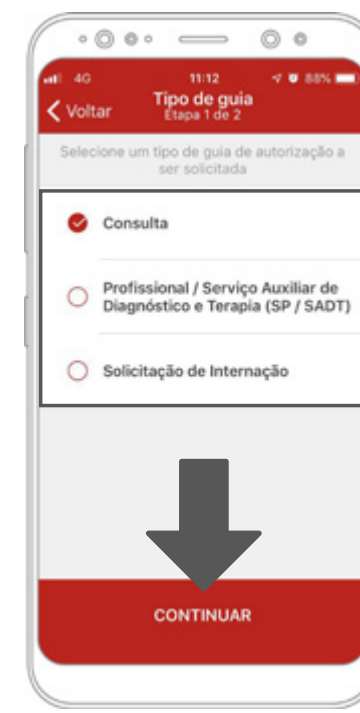 4G 11:12 88%
Voltar Tipo de guia
Etapa 1 de 2
Selecione um tipo de guia de autorização a
ser solicitada
Consulta
Profissional / Serviço Auxiliar de
Diagnóstico e Terapia (SP / SADT)
Solicitação de Internação
CONTINUAR